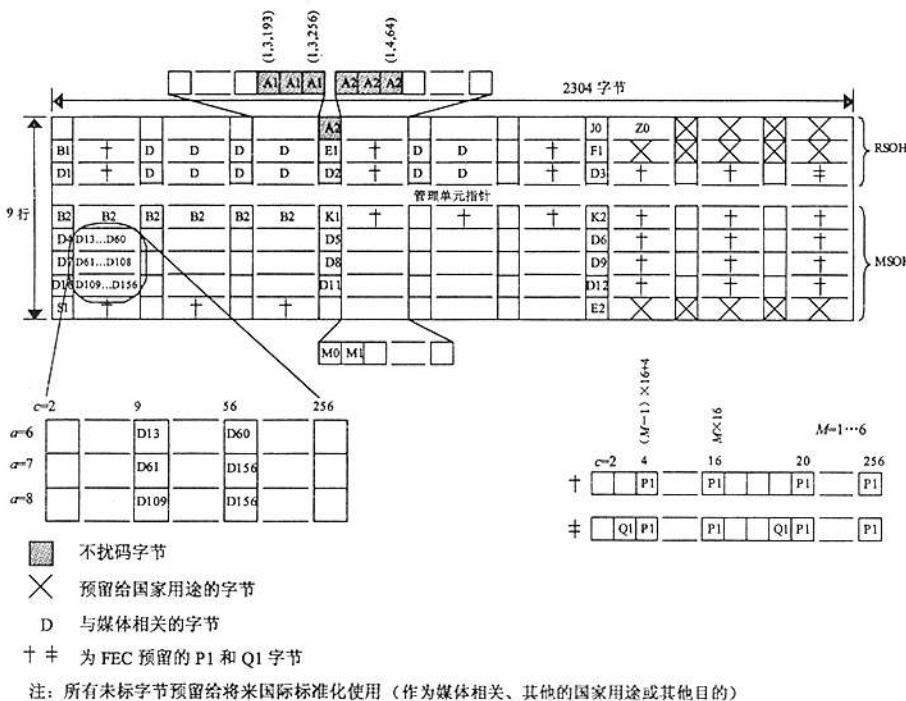 (1,3,193) (1,3,256) (1,4,64)
A1 A1 A1 A2 A2 A2
2304 字节
A2 J0 Z0
B1 † D D D D E1 † D D † F1
D1 † D D D D D2 † D D † D3 † † ‡
RSOH
管理单元指针
9 行
B2 B2 B2 B2 B2 B2 K1 † † † K2 † † †
D4 D13…D60 D5 D6 † † †
D7 D61…D108 D8 D9 † † †
D10 D109…D156 D11 D12 † † †
S1 † † † E2
MSOH
M0 M1
c=2 9 56 256
a=6 D13 D60
a=7 D61 D156
a=8 D109 D156
(M−1)×16+4 M×16 M=1…6
c=2 4 16 20 256
† P1 P1 P1 P1
‡ Q1 P1 P1 Q1 P1 P1
不扰码字节
预留给国家用途的字节
D 与媒体相关的字节
† ‡ 为 FEC 预留的 P1 和 Q1 字节
注: 所有未标字节预留给将来国际标准化使用 (作为媒体相关、其他的国家用途或其他目的)